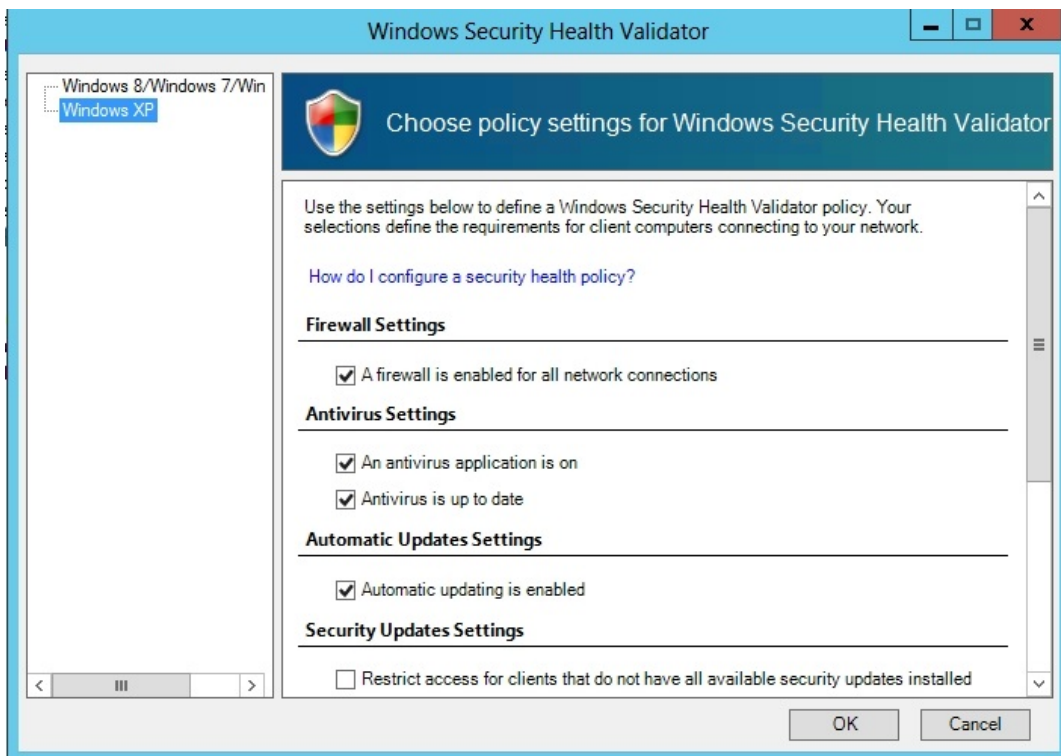 Windows Security Health Validator
Windows 8/Windows 7/Win
Windows XP
Choose policy settings for Windows Security Health Validator
Use the settings below to define a Windows Security Health Validator policy. Your
selections define the requirements for client computers connecting to your network.
How do I configure a security health policy?
Firewall Settings
A firewall is enabled for all network connections
Antivirus Settings
An antivirus application is on
Antivirus is up to date
Automatic Updates Settings
Automatic updating is enabled
Security Updates Settings
Restrict access for clients that do not have all available security updates installed
OK
Cancel